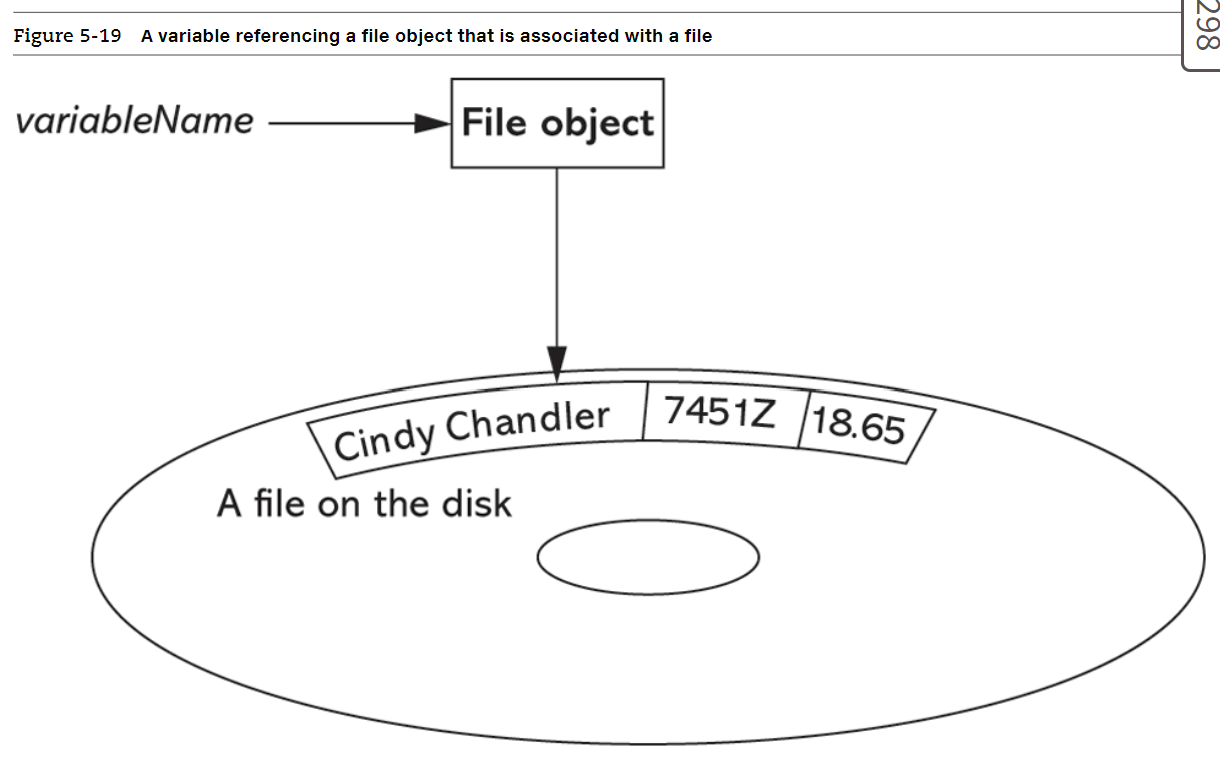 Figure 5-19 A variable referencing a file object that is associated with a file
298
variableName
File object
Cindy Chandler 7451Z 18.65
A file on the disk